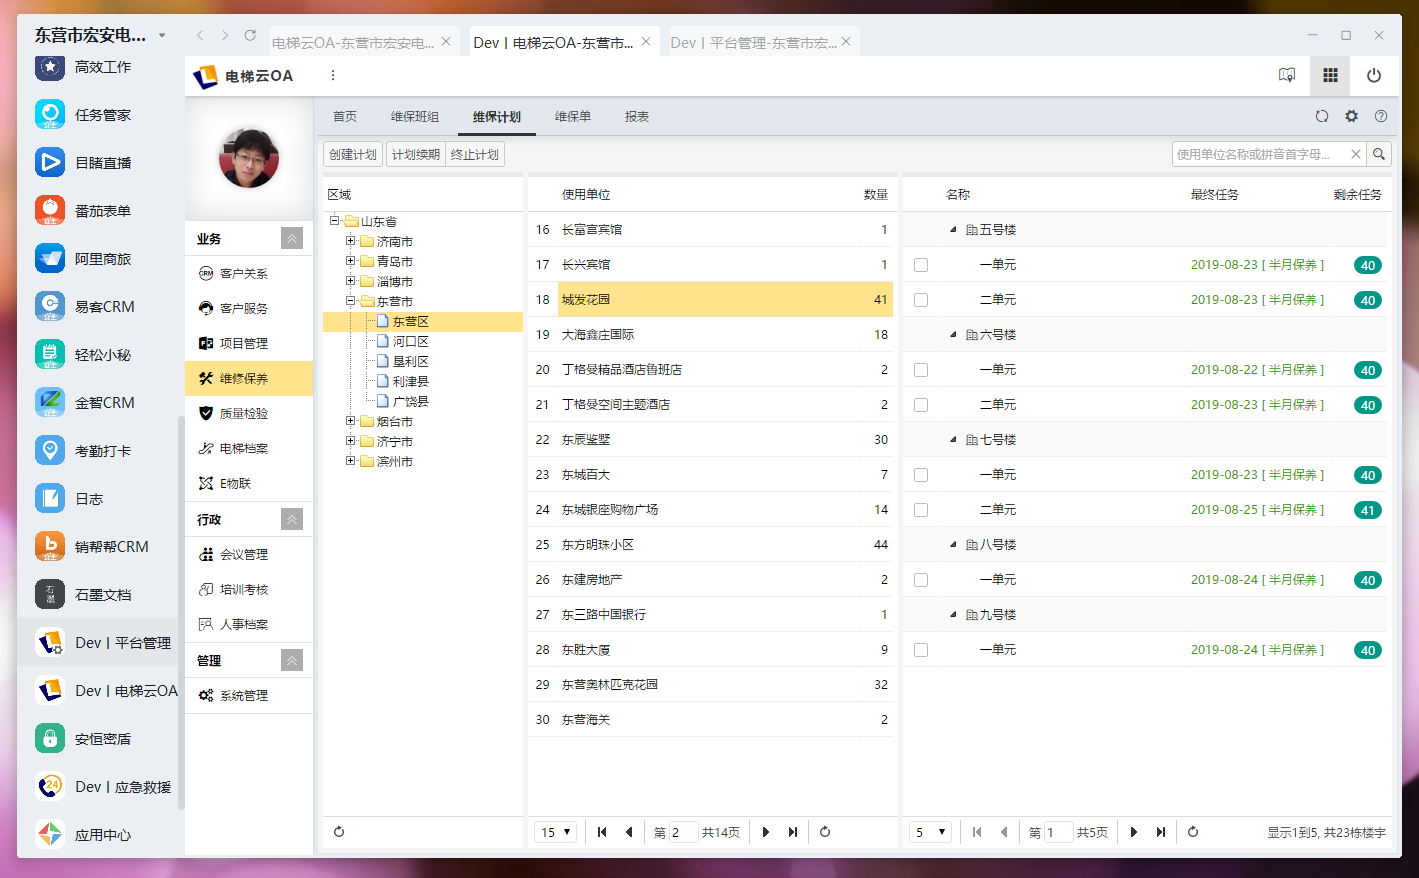 东营市宏安电...
电梯云OA-东营市宏安电...
Dev丨电梯云OA-东营市...
Dev丨平台管理-东营市宏...
高效工作
任务管家
目睹直播
番茄表单
阿里商旅
易客CRM
轻松小秘
金智CRM
考勤打卡
日志
销帮帮CRM
石墨文档
Dev丨平台管理
Dev丨电梯云OA
安恒密盾
Dev丨应急救援
应用中心
电梯云OA
业务
客户关系
客户服务
项目管理
维修保养
质量检验
电梯档案
E物联
行政
会议管理
培训考核
人事档案
管理
系统管理
首页 维保班组 维保计划 维保单 报表
创建计划 计划续期 终止计划
使用单位名称或拼音首字母...
区域
山东省
济南市
青岛市
淄博市
东营市
东营区
河口区
垦利区
利津县
广饶县
烟台市
济宁市
滨州市
使用单位 数量
16 长富宫宾馆 1
17 长兴宾馆 1
18 城发花园 41
19 大海鑫庄国际 18
20 丁格曼精品酒店鲁班店 2
21 丁格曼空间主题酒店 2
22 东辰鉴墅 30
23 东城百大 7
24 东城银座购物广场 14
25 东方明珠小区 44
26 东建房地产 2
27 东三路中国银行 1
28 东胜大厦 9
29 东营奥林匹克花园 32
30 东营海关 2
15 第 2 共14页
名称 最终任务 剩余任务
五号楼
一单元 2019-08-23 [ 半月保养 ] 40
二单元 2019-08-23 [ 半月保养 ] 40
六号楼
一单元 2019-08-22 [ 半月保养 ] 40
二单元 2019-08-23 [ 半月保养 ] 40
七号楼
一单元 2019-08-23 [ 半月保养 ] 40
二单元 2019-08-25 [ 半月保养 ] 41
八号楼
一单元 2019-08-24 [ 半月保养 ] 40
九号楼
一单元 2019-08-24 [ 半月保养 ] 40
5 第 1 共5页 显示1到5, 共23栋楼宇